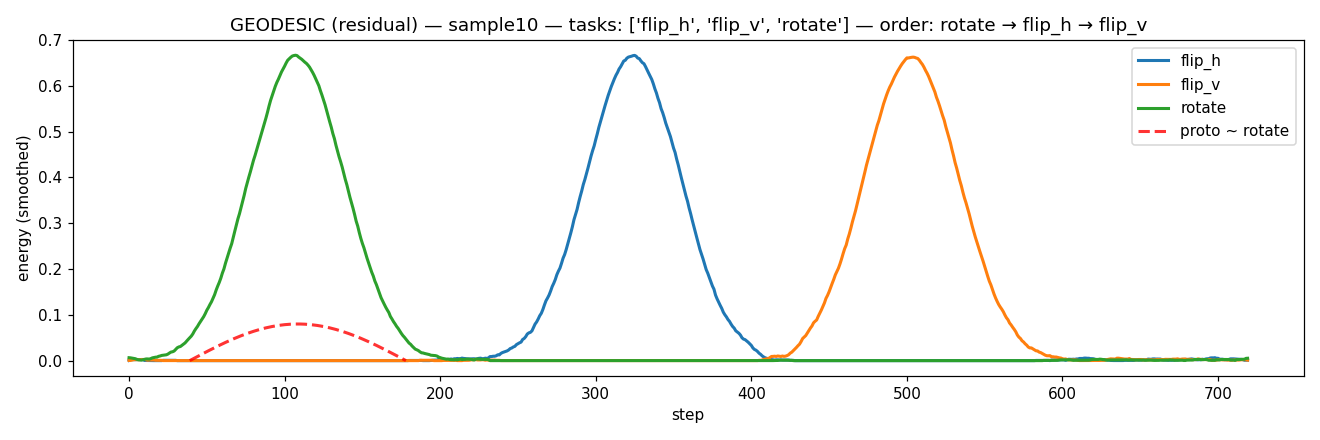 GEODESIC (residual) — sample10 — tasks: ['flip_h', 'flip_v', 'rotate'] — order: rotate → flip_h → flip_v
energy (smoothed)
0.7
0.6
0.5
0.4
0.3
0.2
0.1
0.0
flip_h
flip_v
rotate
proto ~ rotate
0 100 200 300 400 500 600 700
step